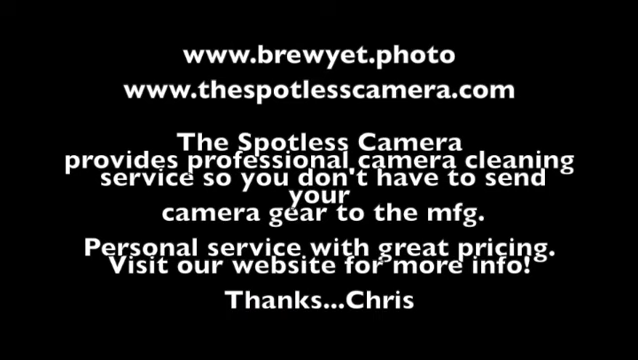 www.brewyet.photo
www.thespotlesscamera.com
The Spotless Camera
provides professional camera cleaning
service so you don't have to send
your
camera gear to the mfg.
Personal service with great pricing.
Visit our website for more info!
Thanks...Chris